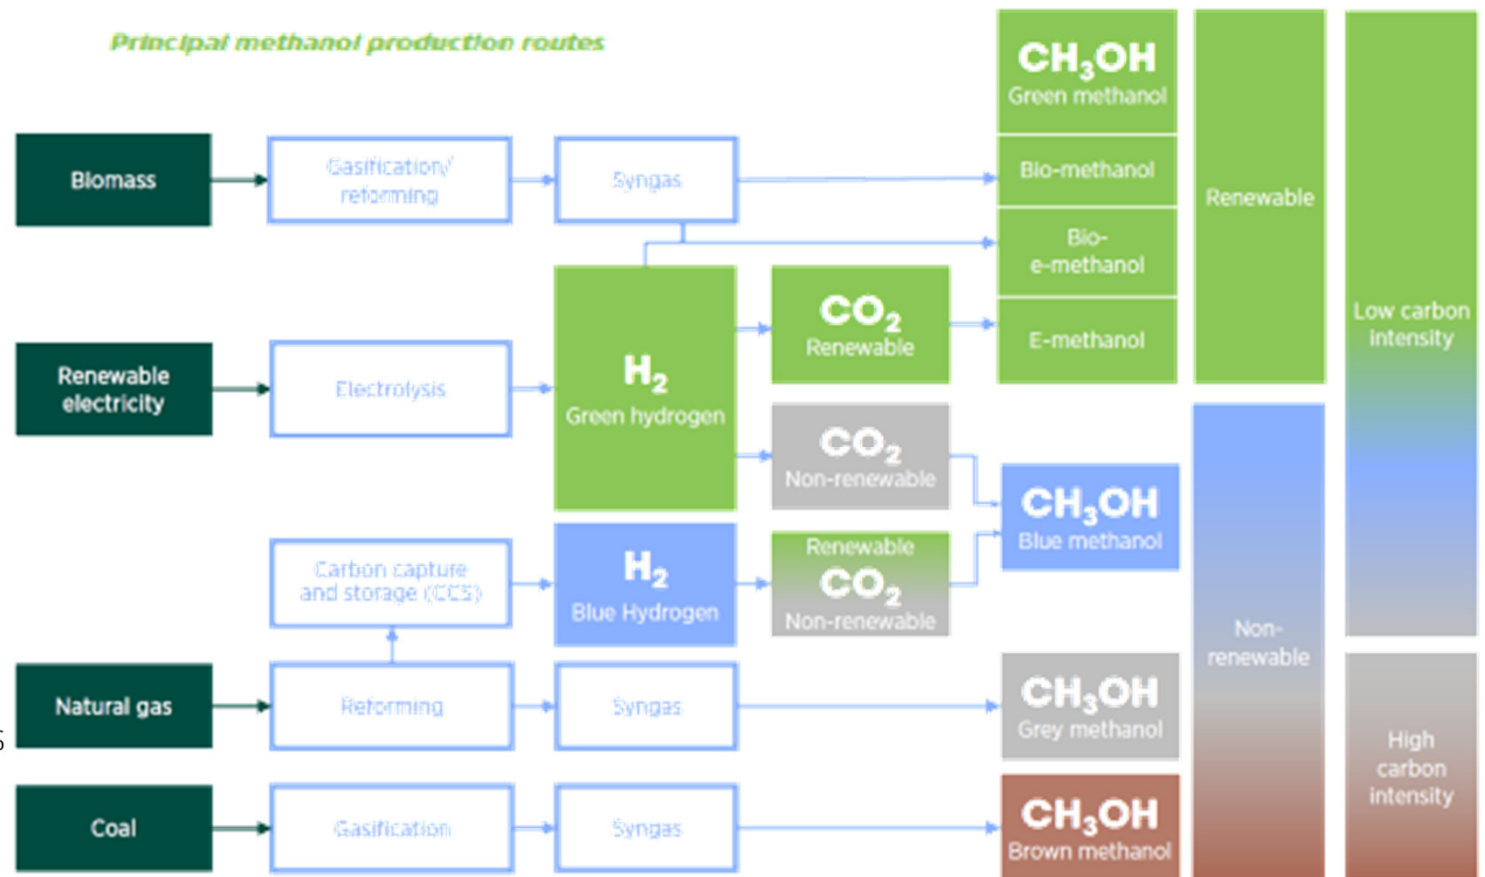 Principal methanol production routes
CH₃OH
Green methanol
Biomass
Gasification/
reforming
Syngas
Bio-methanol
Renewable
Bio-
e-methanol
Low carbon
intensity
Renewable
electricity
Electrolysis
H₂
Green hydrogen
CO₂
Renewable
E-methanol
CO₂
Non-renewable
CH₃OH
Blue methanol
Carbon capture
and storage (CCS)
H₂
Blue Hydrogen
Renewable
CO₂
Non-renewable
Non-
renewable
Natural gas
Reforming
Syngas
CH₃OH
Grey methanol
High
carbon
intensity
Coal
Gasification
Syngas
CH₃OH
Brown methanol